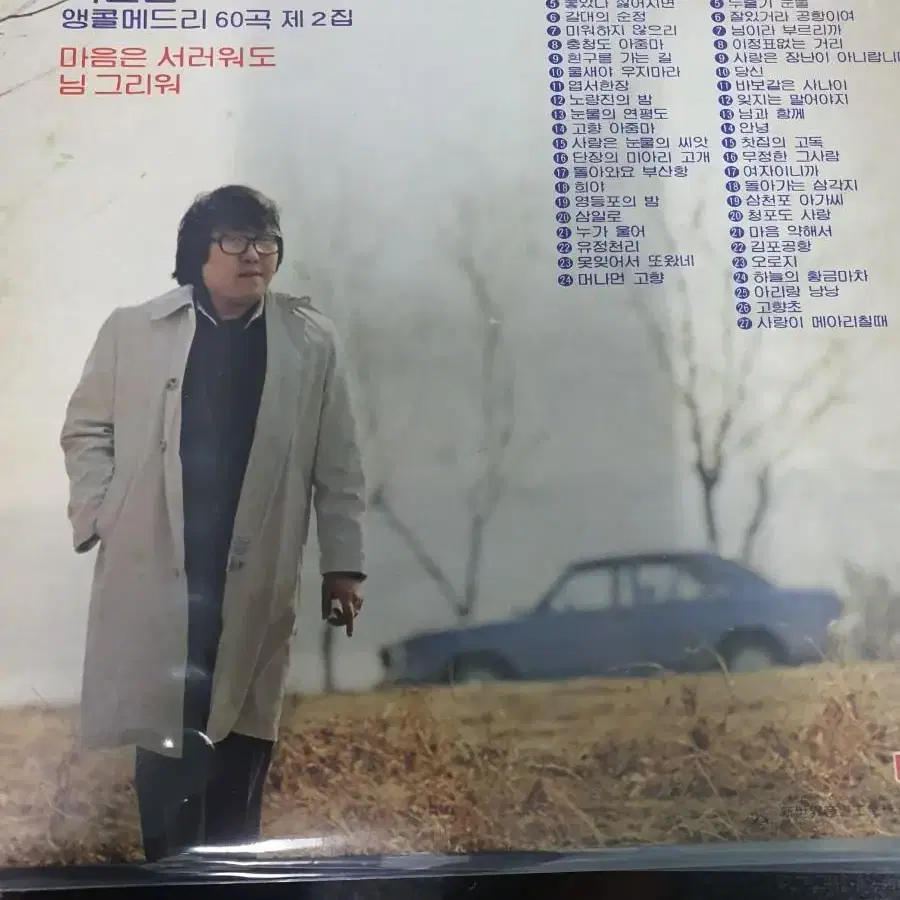 앵콜메드리 60곡 제 2 집
마음은 서러워도
님 그리워
5 좋았다 싫어지면
6 갈대의 순정
7 미워하지 않으리
8 충청도 아줌마
9 흰구름 가는 길
10 물새야 우지마라
11 엽서한장
12 노량진의 밤
13 눈물의 연평도
14 고향 아줌마
15 사랑은 눈물의 씨앗
16 단장의 미아리 고개
17 돌아와요 부산항
18 희야
19 영등포의 밤
20 삼일로
21 누가 울어
22 유정천리
23 못잊어서 또왔네
24 머나먼 고향
5 두줄기 눈물
6 잘있거라 공항이여
7 님이라 부르리까
8 이정표없는 거리
9 사랑은 장난이 아니랍니다
10 당신
11 바보같은 사나이
12 잊지는 말어야지
13 님과 함께
14 안녕
15 찻집의 고독
16 무정한 그사람
17 여자이니까
18 돌아가는 삼각지
19 삼천포 아가씨
20 청포도 사랑
21 마음 약해서
22 김포공항
23 오로지
24 하늘의 황금마차
25 아리랑 낭낭
26 고향초
27 사랑이 메아리칠때